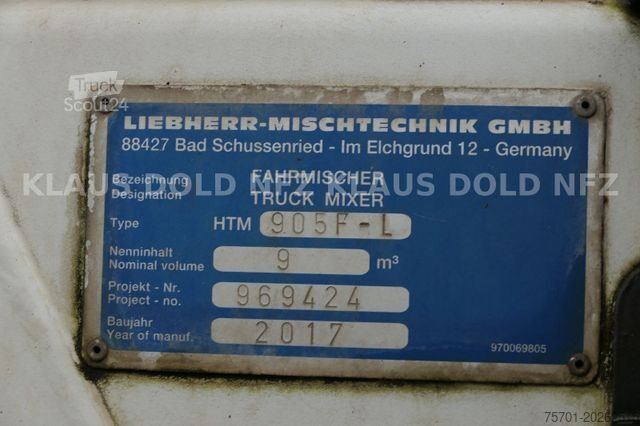 Truck
Scout24
LIEBHERR-MISCHTECHNIK GMBH
88427 Bad Schussenried - Im Elchgrund 12 - Germany
KLAUS DOLD NFZ KLAUS DOLD NFZ
Bezeichnung FAHRMISCHER
Designation TRUCK MIXER
Type HTM 905F-L
Nenninhalt
Nominal volume 9 m³
Projekt - Nr.
Project - no. 969424
Baujahr
Year of manuf. 2017
970069805